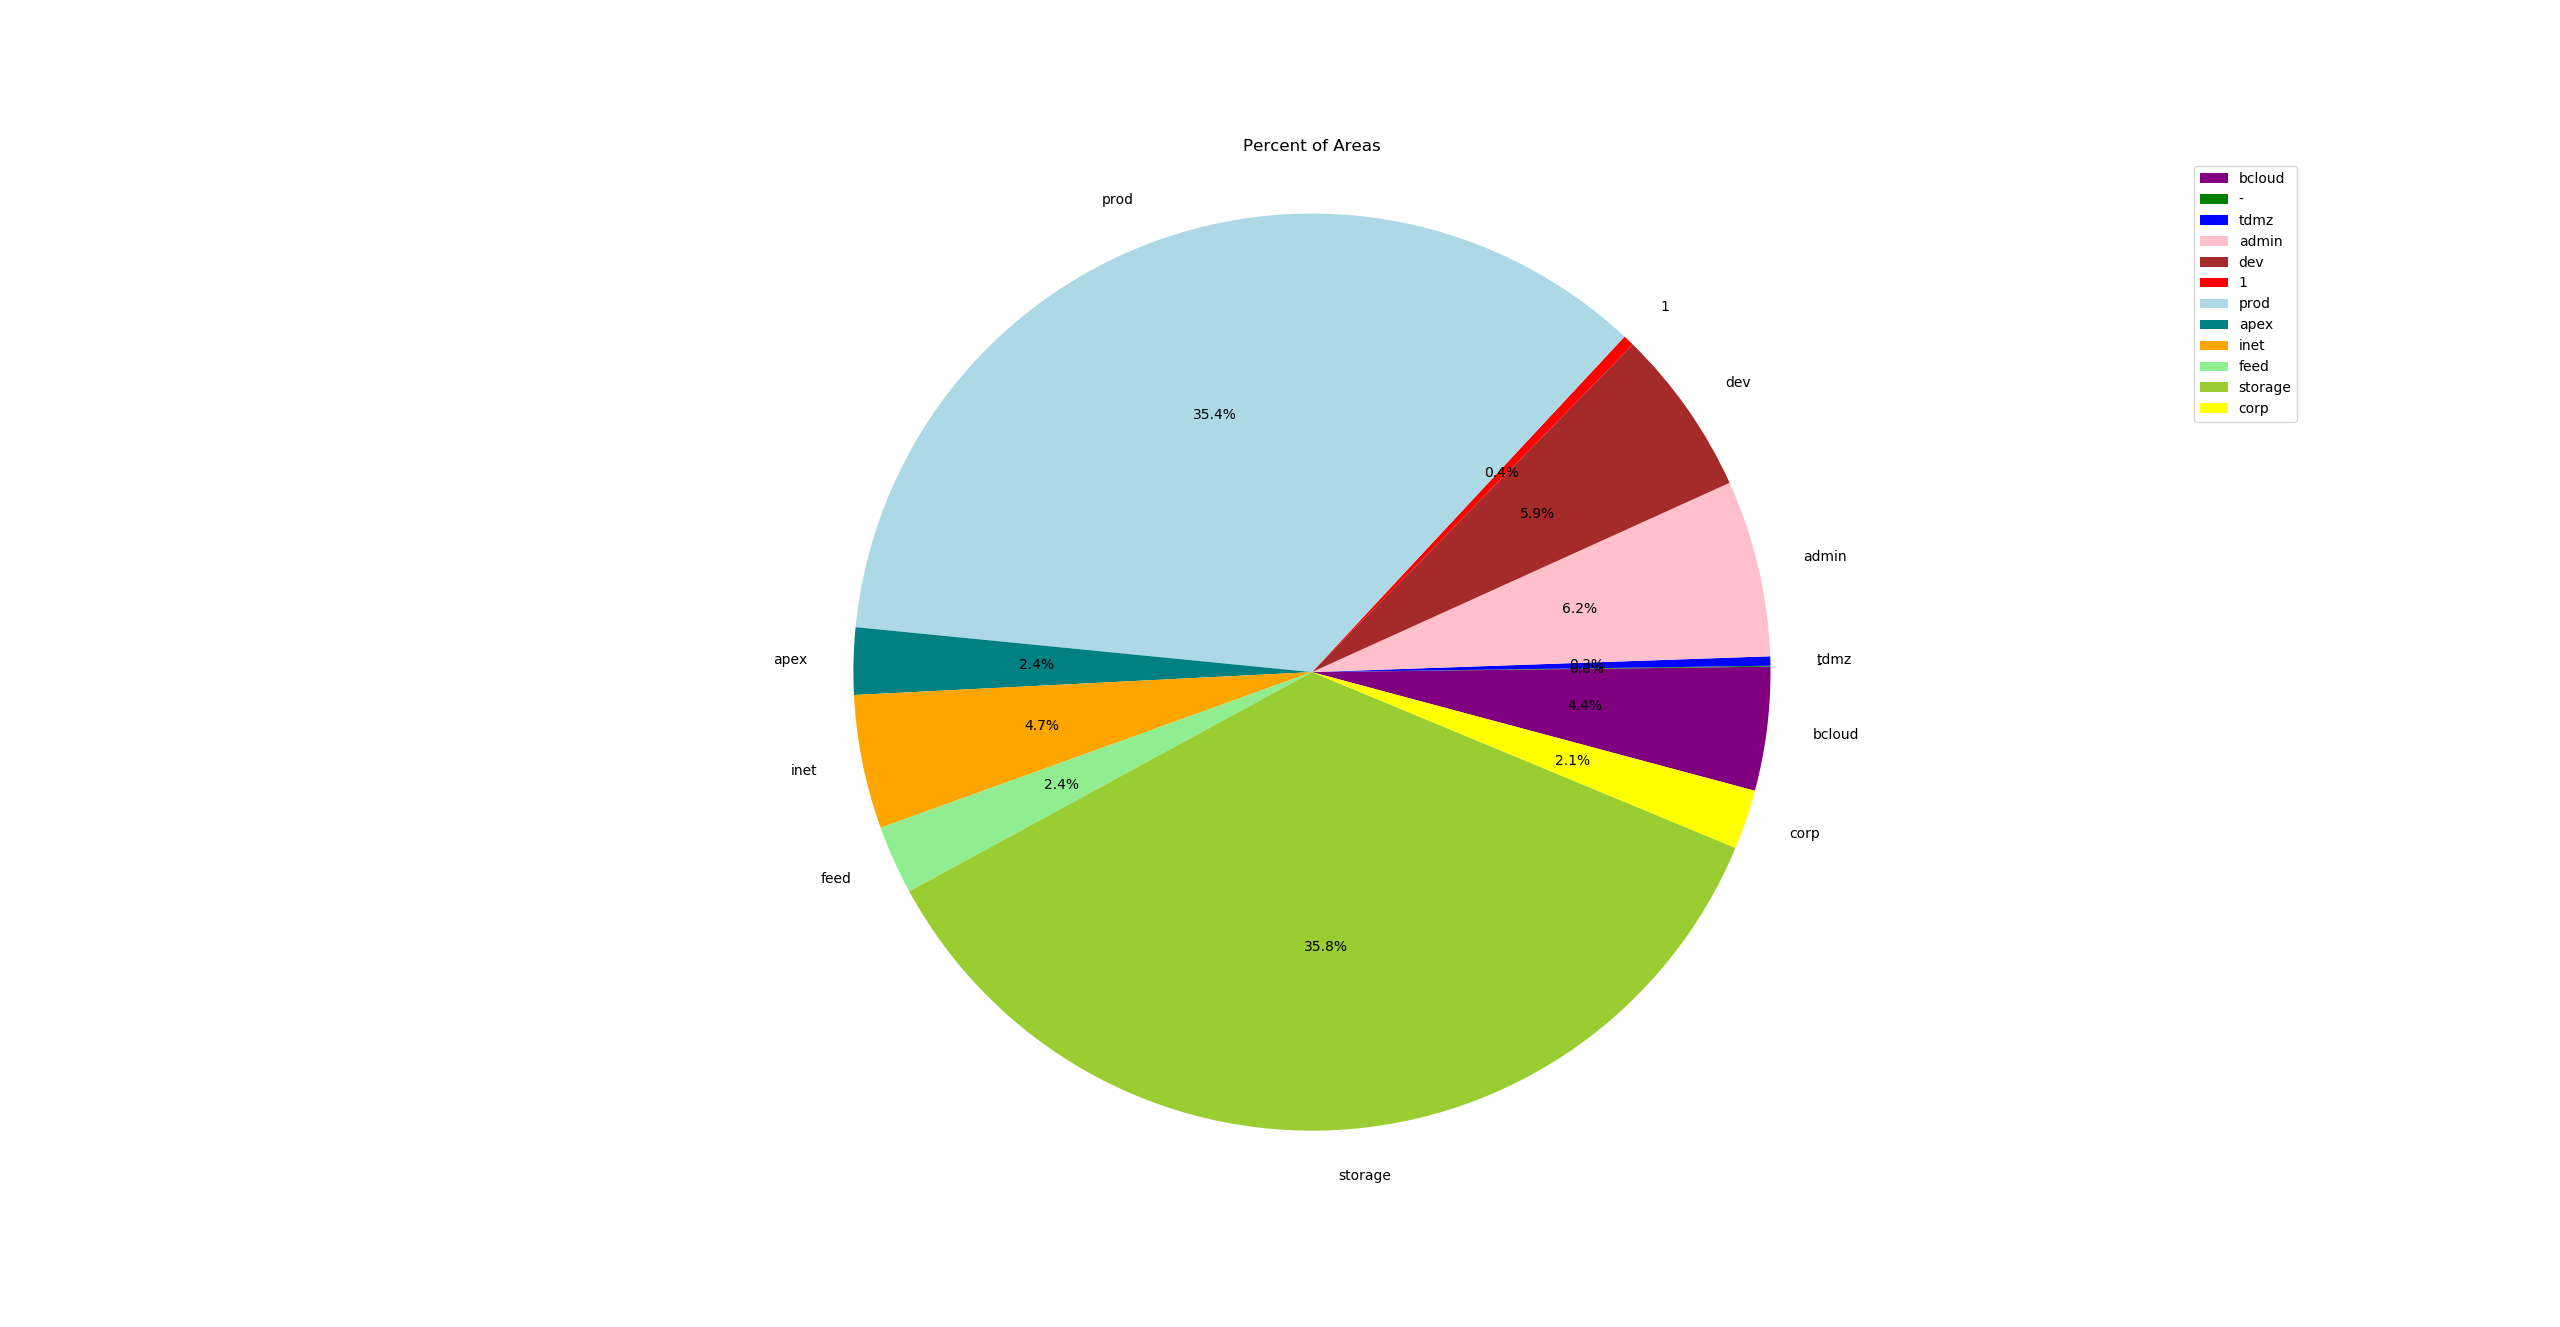 Percent of Areas
prod
1
dev
admin
tdmz
-
bcloud
corp
storage
feed
inet
apex
35.4%
0.4%
5.9%
6.2%
0.3%
4.4%
2.1%
35.8%
2.4%
4.7%
2.4%
bcloud
-
tdmz
admin
dev
1
prod
apex
inet
feed
storage
corp